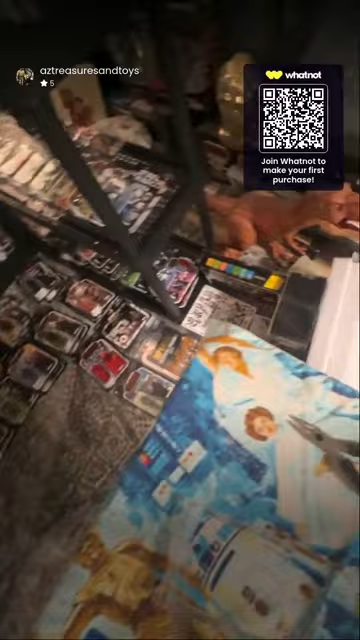 aztreasuresandtoys
★ 5
whatnot
Join Whatnot to
make your first
purchase!